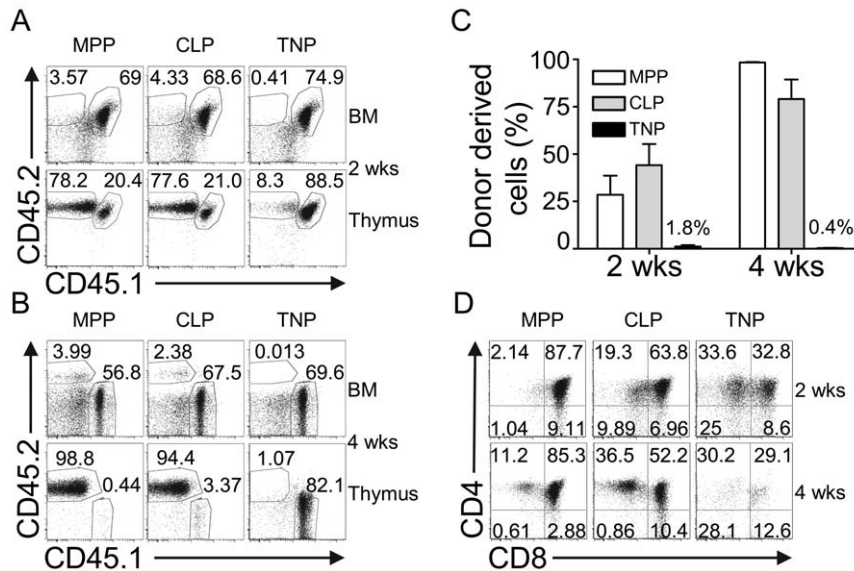 A
MPP CLP TNP
3.57 69 4.33 68.6 0.41 74.9
BM
2 wks
78.2 20.4 77.6 21.0 8.3 88.5
Thymus
CD45.2
CD45.1
B
MPP CLP TNP
3.99 2.38 0.013
56.8 67.5 69.6
BM
4 wks
98.8 94.4 1.07
0.44 3.37 82.1
Thymus
CD45.2
CD45.1
C
Donor derived
cells (%)
100
75
50
25
0
MPP
CLP
TNP
1.8% 0.4%
2 wks 4 wks
D
MPP CLP TNP
2.14 87.7 19.3 63.8 33.6 32.8
2 wks
1.04 9.11 9.89 6.96 25 8.6
11.2 85.3 36.5 52.2 30.2 29.1
4 wks
0.61 2.88 0.86 10.4 28.1 12.6
CD4
CD8